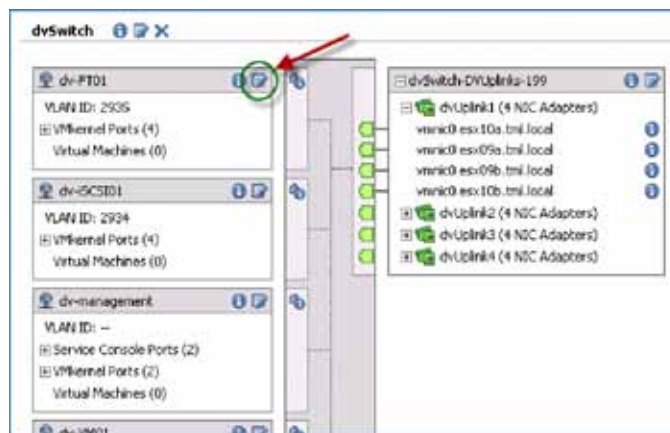 dvSwitch
dv-FT01
VLAN ID: 2935
VMkernel Ports (4)
Virtual Machines (0)
dv-iSCSI01
VLAN ID: 2934
VMkernel Ports (4)
Virtual Machines (0)
dv-management
VLAN ID: --
Service Console Ports (2)
VMkernel Ports (2)
Virtual Machines (0)
dv-VM01
dvSwitch-DVUplinks-199
dvUplink1 (4 NIC Adapters)
vmnic0 esx10a.tml.local
vmnic0 esx09a.tml.local
vmnic0 esx09b.tml.local
vmnic0 esx10b.tml.local
dvUplink2 (4 NIC Adapters)
dvUplink3 (4 NIC Adapters)
dvUplink4 (4 NIC Adapters)